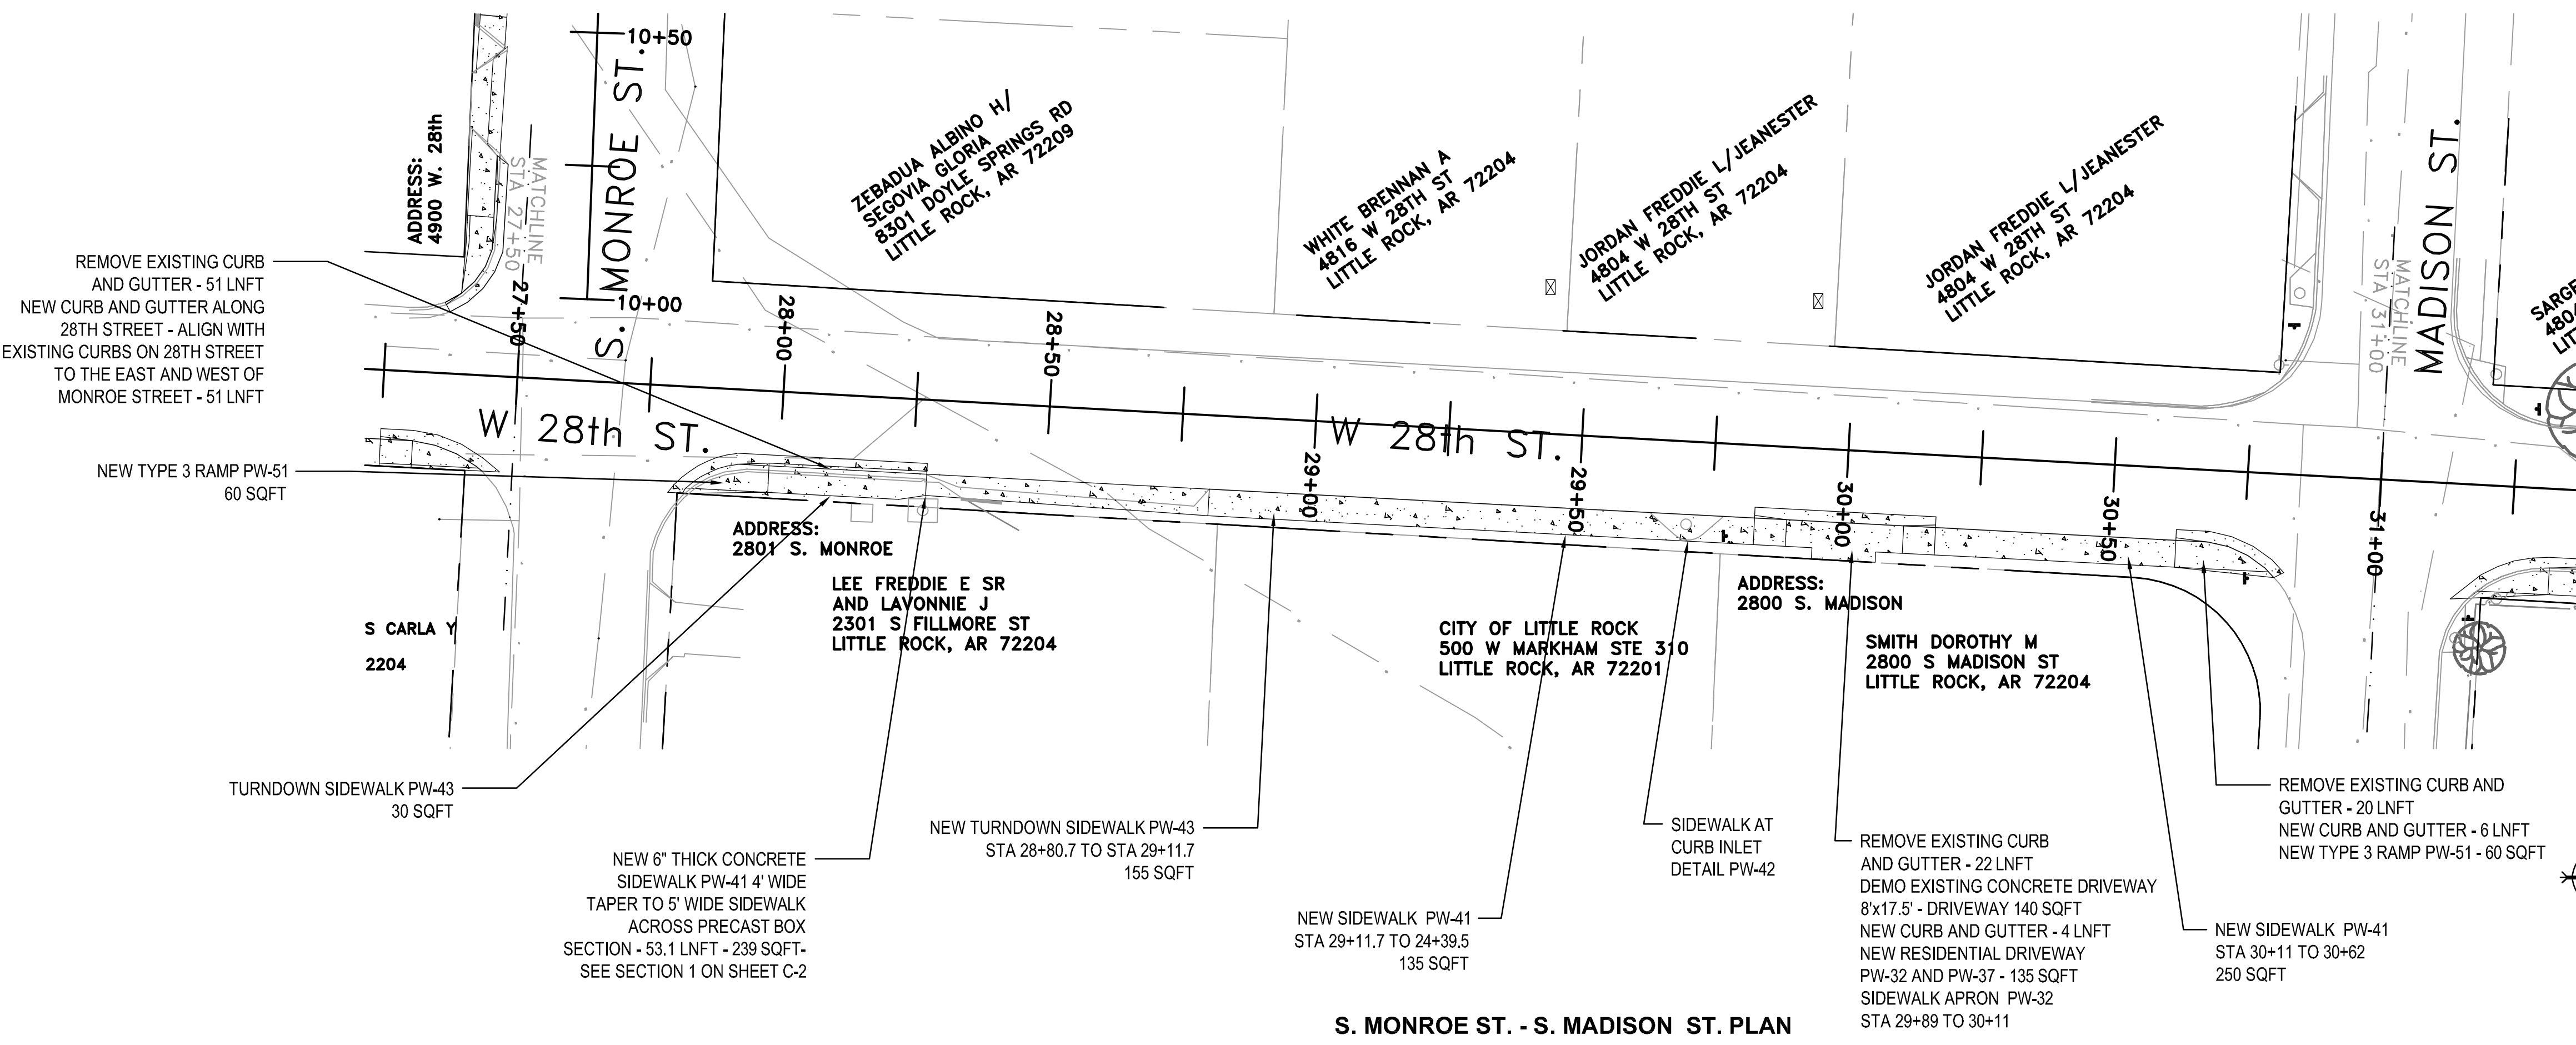 10+50
S. MONROE ST.
10+00
ADDRESS:
4900 W. 28th
MATCHLINE
STA 27+50
ZEBADUA ALBINO H/
SEGOVIA GLORIA
8301 DOYLE SPRINGS RD
LITTLE ROCK, AR 72209
WHITE BRENNAN A
4816 W 28TH ST
LITTLE ROCK, AR 72204
JORDAN FREDDIE L/JEANESTER
4804 W 28TH ST
LITTLE ROCK, AR 72204
JORDAN FREDDIE L/JEANESTER
4804 W 28TH ST
LITTLE ROCK, AR 72204
MATCHLINE
STA 31+00
MADISON ST.
SARGE
4804
LIT
REMOVE EXISTING CURB
AND GUTTER - 51 LNFT
NEW CURB AND GUTTER ALONG
28TH STREET - ALIGN WITH
EXISTING CURBS ON 28TH STREET
TO THE EAST AND WEST OF
MONROE STREET - 51 LNFT
27+50
28+00
28+50
29+00
29+50
30+00
30+50
31+00
W 28th ST.
W 28th ST.
NEW TYPE 3 RAMP PW-51
60 SQFT
ADDRESS:
2801 S. MONROE
LEE FREDDIE E SR
AND LAVONNIE J
2301 S FILLMORE ST
LITTLE ROCK, AR 72204
S CARLA Y
2204
CITY OF LITTLE ROCK
500 W MARKHAM STE 310
LITTLE ROCK, AR 72201
ADDRESS:
2800 S. MADISON
SMITH DOROTHY M
2800 S MADISON ST
LITTLE ROCK, AR 72204
TURNDOWN SIDEWALK PW-43
30 SQFT
NEW 6" THICK CONCRETE
SIDEWALK PW-41 4' WIDE
TAPER TO 5' WIDE SIDEWALK
ACROSS PRECAST BOX
SECTION - 53.1 LNFT - 239 SQFT-
SEE SECTION 1 ON SHEET C-2
NEW TURNDOWN SIDEWALK PW-43
STA 28+80.7 TO STA 29+11.7
155 SQFT
NEW SIDEWALK PW-41
STA 29+11.7 TO 24+39.5
135 SQFT
SIDEWALK AT
CURB INLET
DETAIL PW-42
REMOVE EXISTING CURB
AND GUTTER - 22 LNFT
DEMO EXISTING CONCRETE DRIVEWAY
8'x17.5' - DRIVEWAY 140 SQFT
NEW CURB AND GUTTER - 4 LNFT
NEW RESIDENTIAL DRIVEWAY
PW-32 AND PW-37 - 135 SQFT
SIDEWALK APRON PW-32
STA 29+89 TO 30+11
NEW SIDEWALK PW-41
STA 30+11 TO 30+62
250 SQFT
REMOVE EXISTING CURB AND
GUTTER - 20 LNFT
NEW CURB AND GUTTER - 6 LNFT
NEW TYPE 3 RAMP PW-51 - 60 SQFT
S. MONROE ST. - S. MADISON ST. PLAN